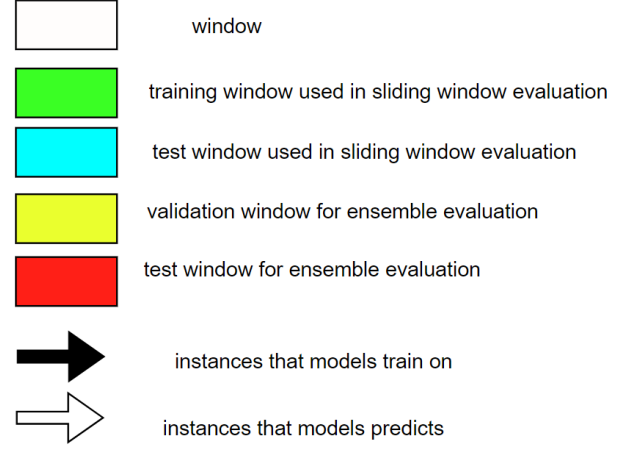 window
training window used in sliding window evaluation
test window used in sliding window evaluation
validation window for ensemble evaluation
test window for ensemble evaluation
instances that models train on
instances that models predicts